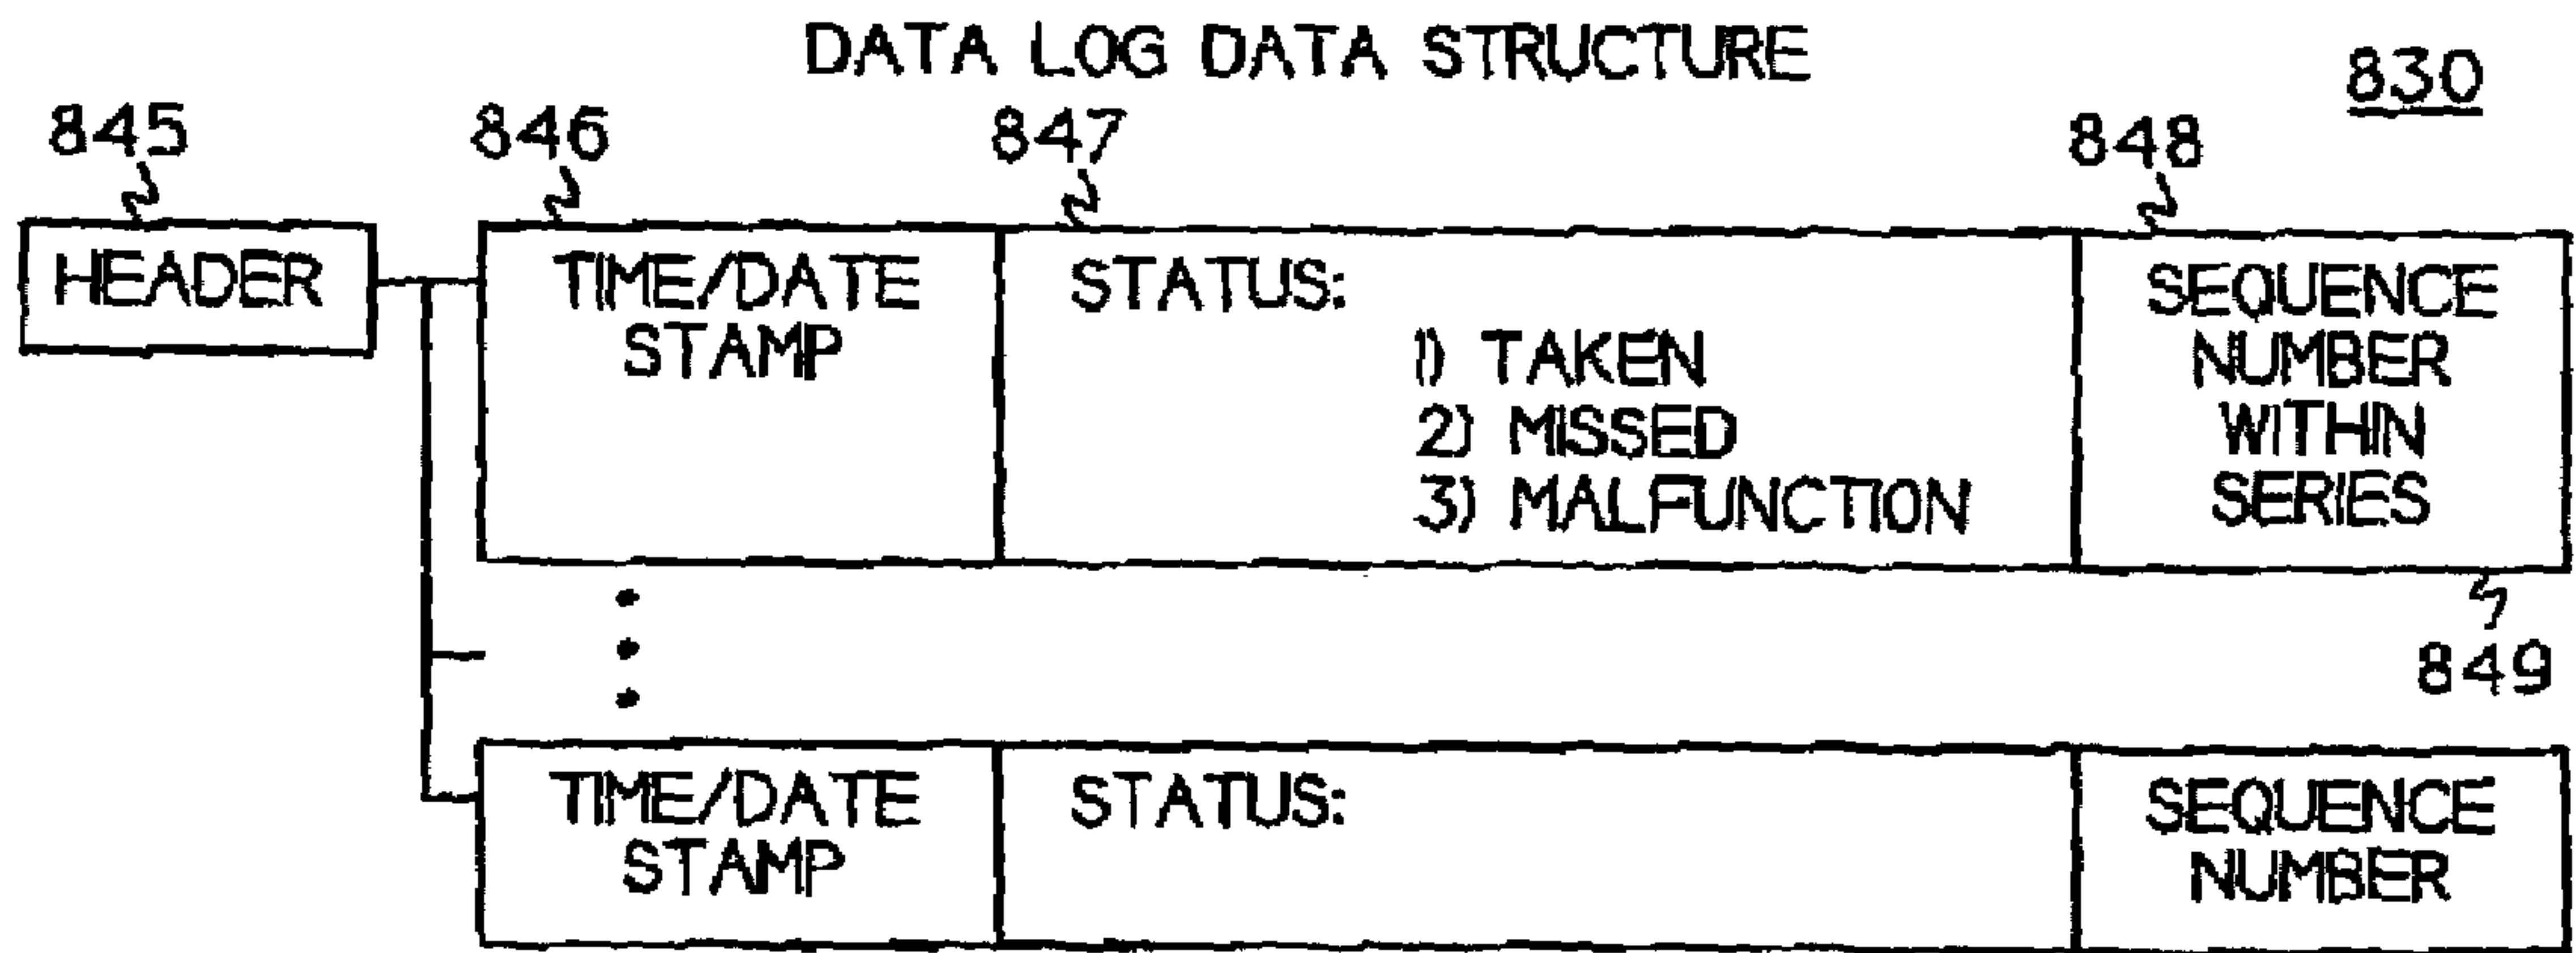 DATA LOG DATA STRUCTURE
830
845
846
847
848
HEADER
TIME/DATE
STAMP
STATUS:
1) TAKEN
2) MISSED
3) MALFUNCTION
SEQUENCE
NUMBER
WITHIN
SERIES
849
TIME/DATE
STAMP
STATUS:
SEQUENCE
NUMBER